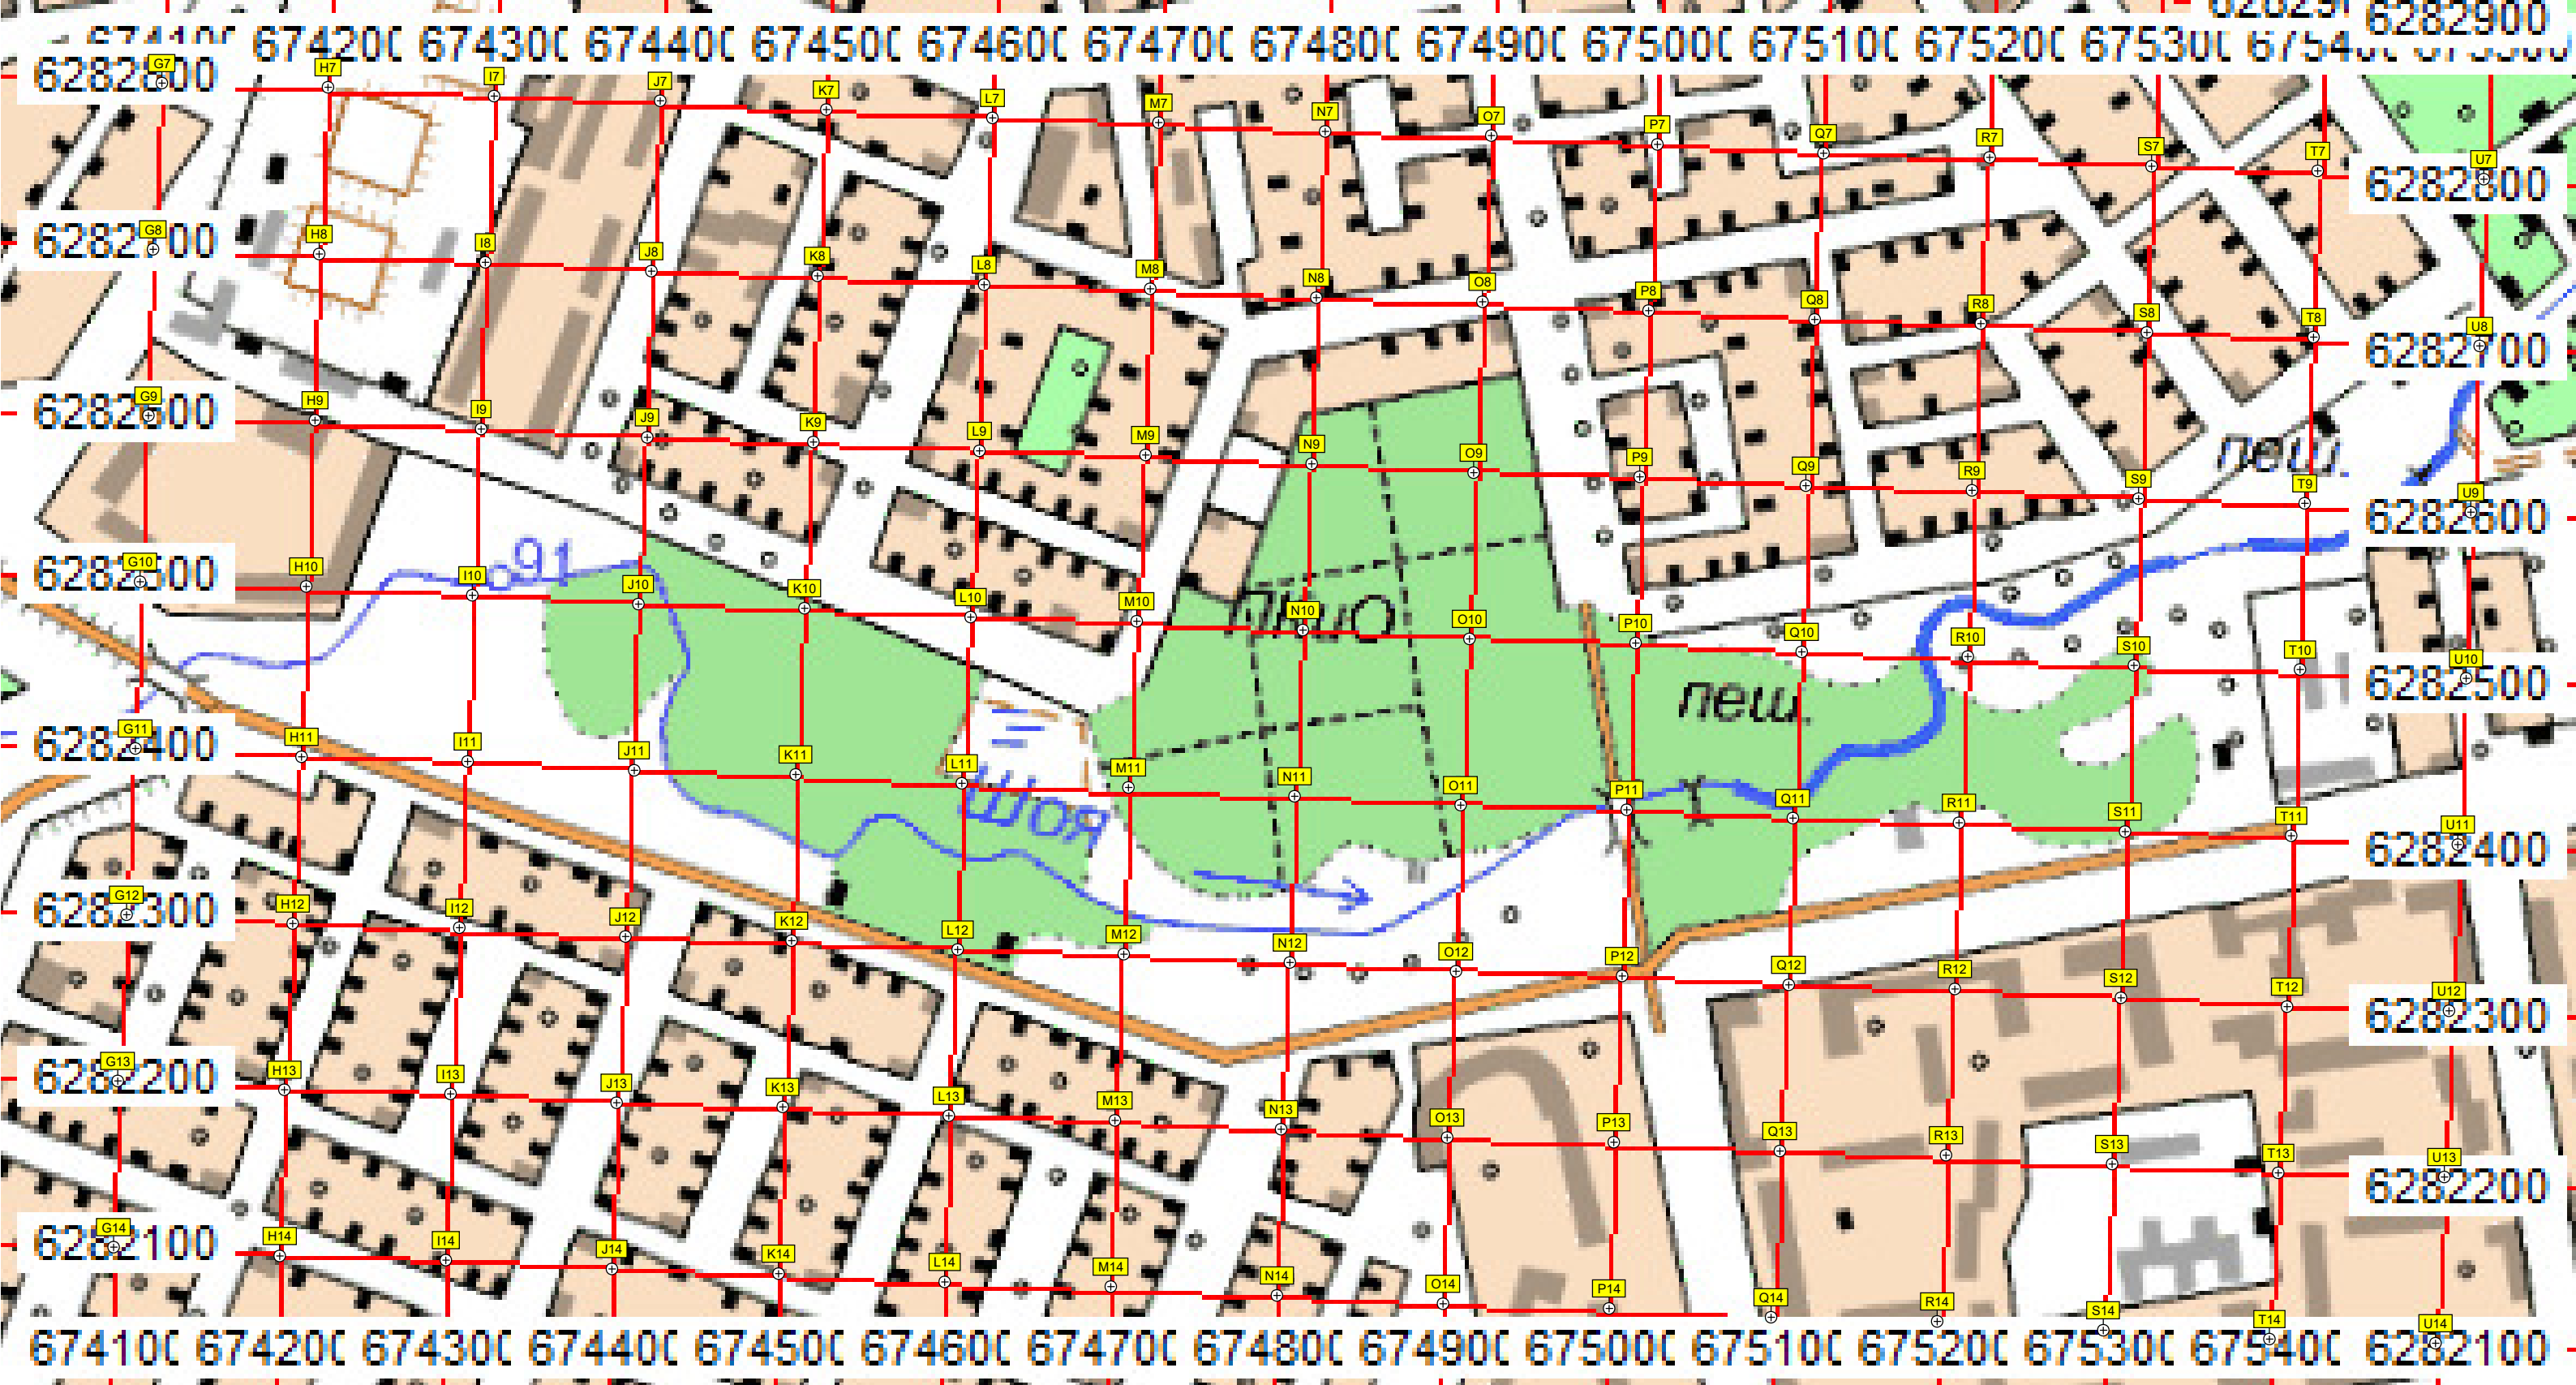 674200 674300 674400 674500 674600 674700 674800 674900 675000 675100 675200
6282900
G7 H7 I7 J7 K7 L7 M7 N7 O7 P7 Q7 R7 S7 T7 U7
6282800
G8 H8 I8 J8 K8 L8 M8 N8 O8 P8 Q8 R8 S8 T8 U8
6282700
G9 H9 I9 J9 K9 L9 M9 N9 O9 P9 Q9 R9 S9 T9 U9
пеш.
6282600
91
G10 H10 I10 J10 K10 L10 M10 N10 O10 P10 Q10 R10 S10 T10 U10
6282500
пеш.
G11 H11 I11 J11 K11 L11 M11 N11 O11 P11 Q11 R11 S11 T11 U11
6282400 6282400
Шоя
G12 H12 I12 J12 K12 L12 M12 N12 O12 P12 Q12 R12 S12 T12 U12
6282300 6282300
G13 H13 I13 J13 K13 L13 M13 N13 O13 P13 Q13 R13 S13 T13 U13
6282200 6282200
G14 H14 I14 J14 K14 L14 M14 N14 O14 P14 Q14 R14 S14 T14 U14
6282100
674100 674200 674300 674400 674500 674600 674700 674800 674900 675000 675100 675200 675300 675400 6282100